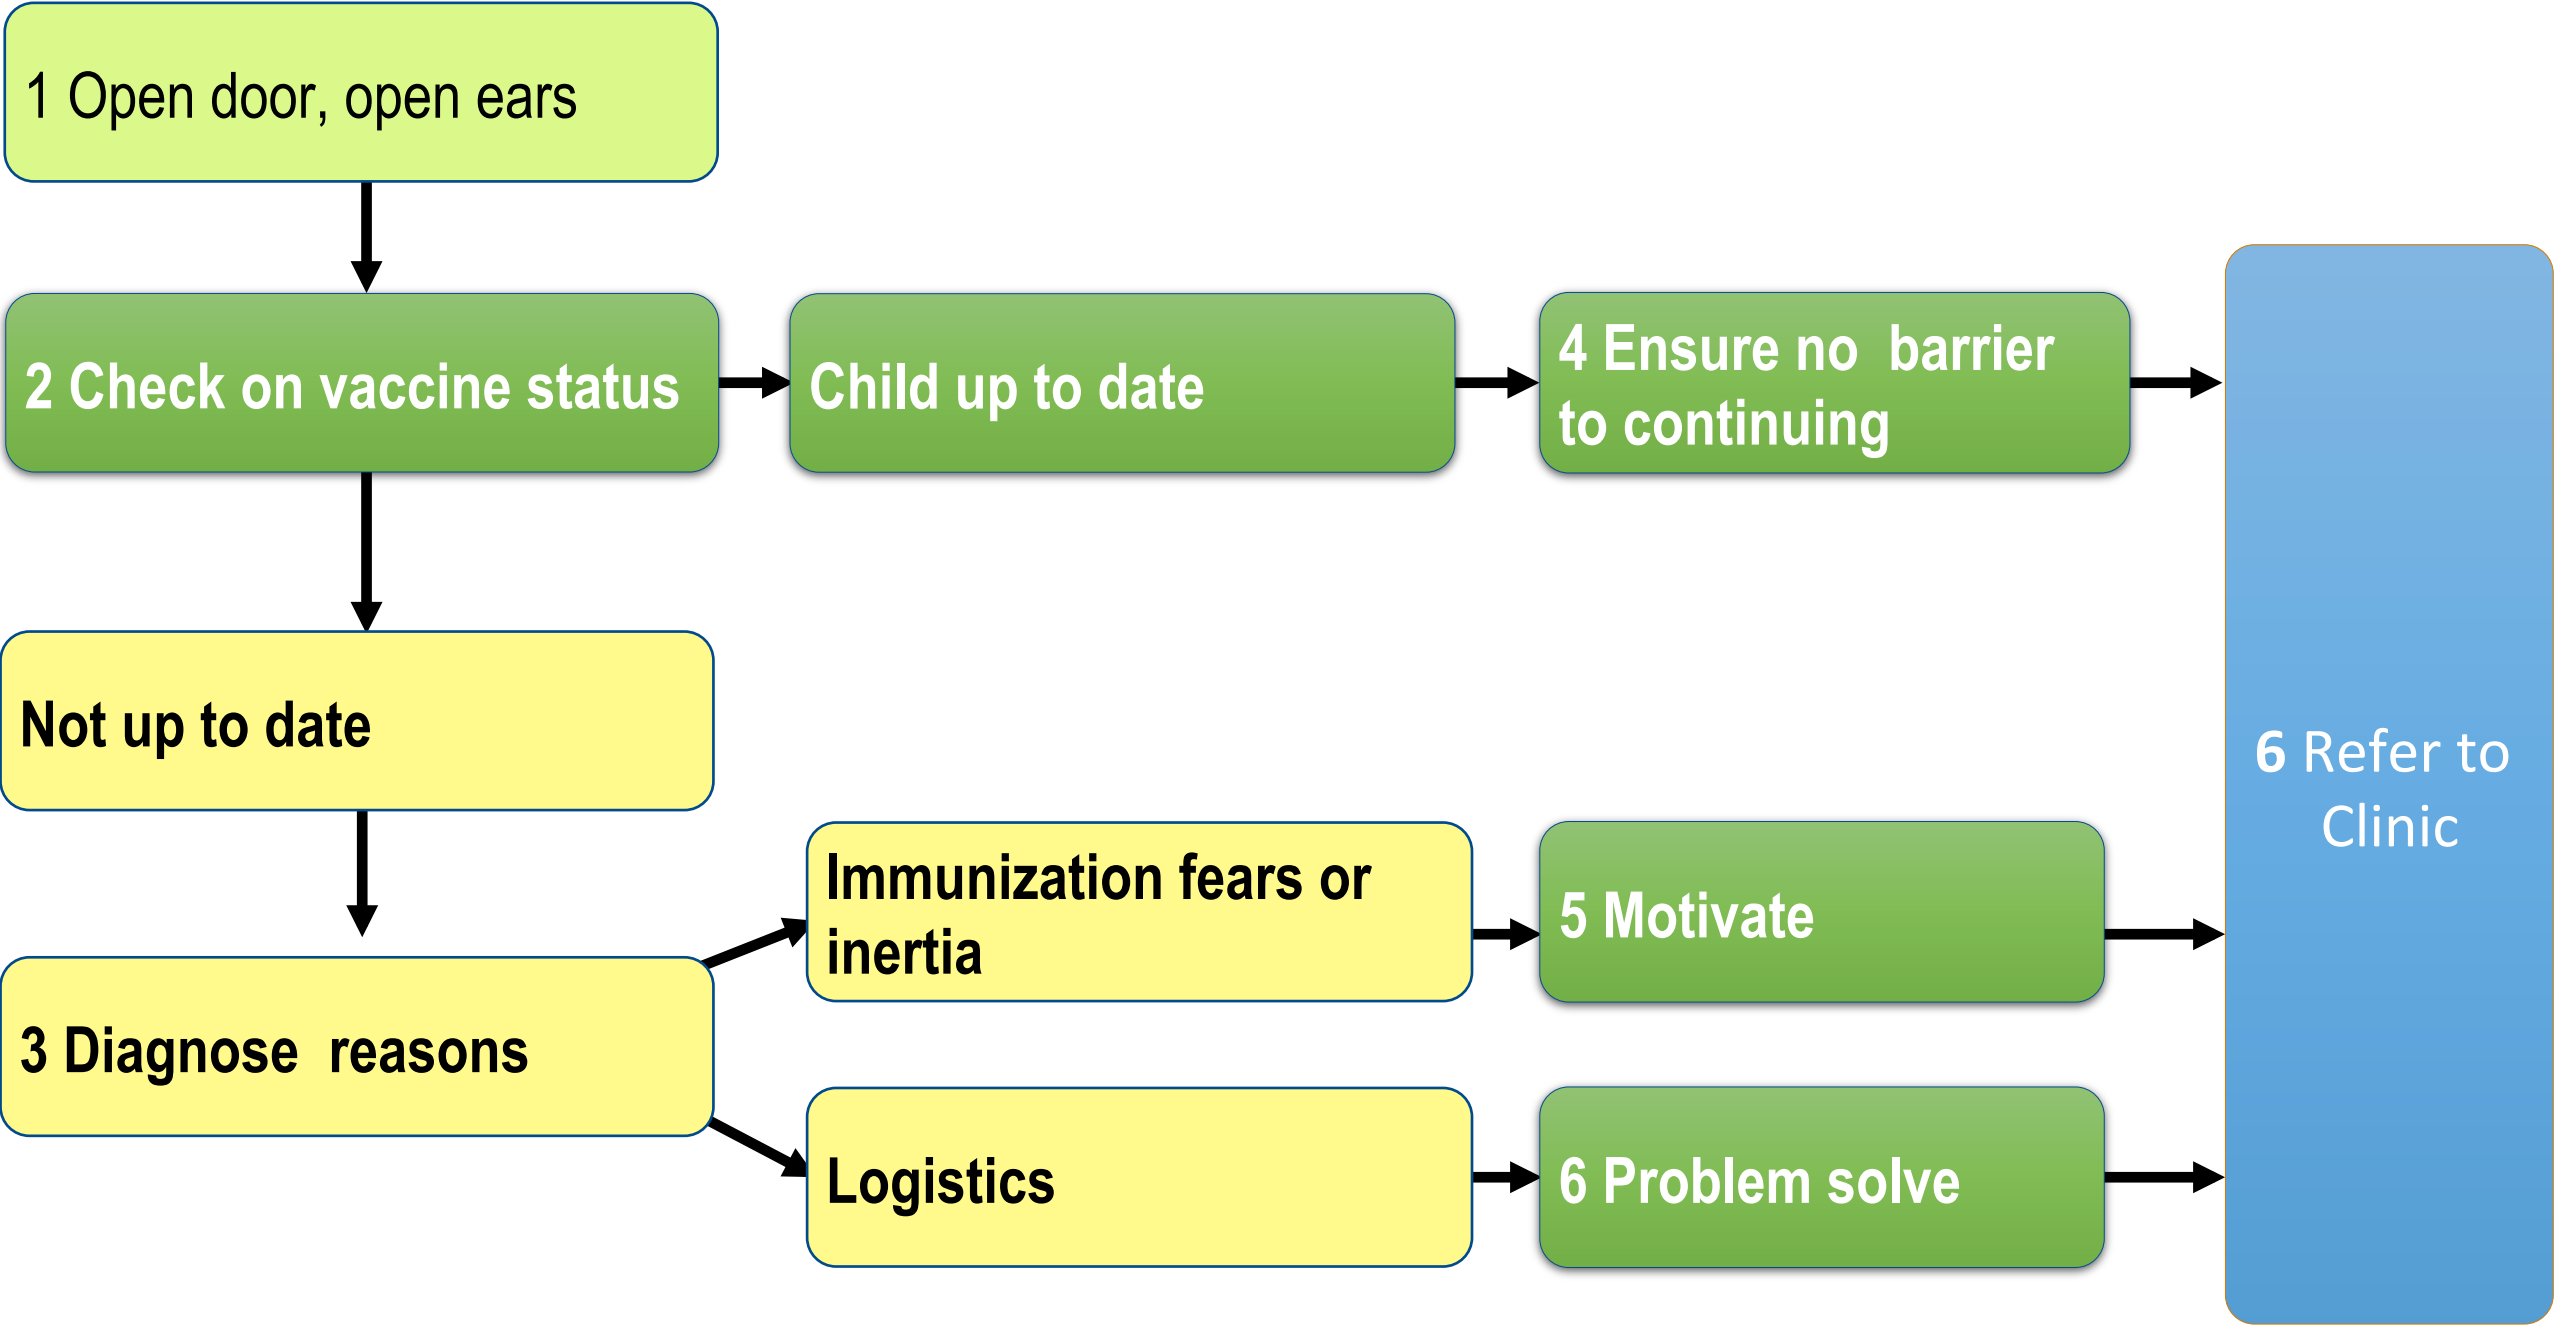 1 Open door, open ears
2 Check on vaccine status
Child up to date
4 Ensure no  barrier
to continuing
Not up to date
6 Refer to
Clinic
Immunization fears or
inertia
5 Motivate
3 Diagnose  reasons
Logistics
6 Problem solve